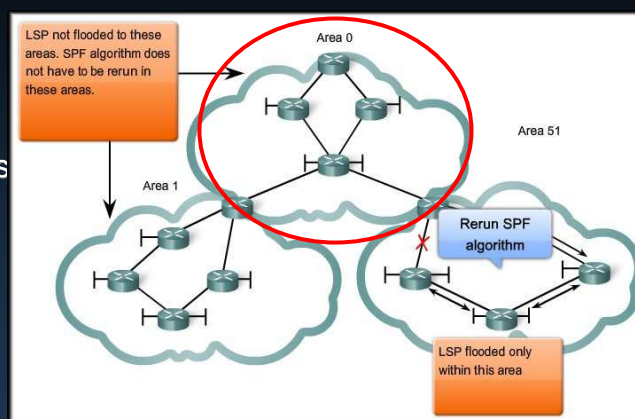 LSP not flooded to these
areas. SPF algorithm does
not have to be rerun in
these areas.
Area 0
Area 51
Area 1
Rerun SPF
algorithm
LSP flooded only
within this area